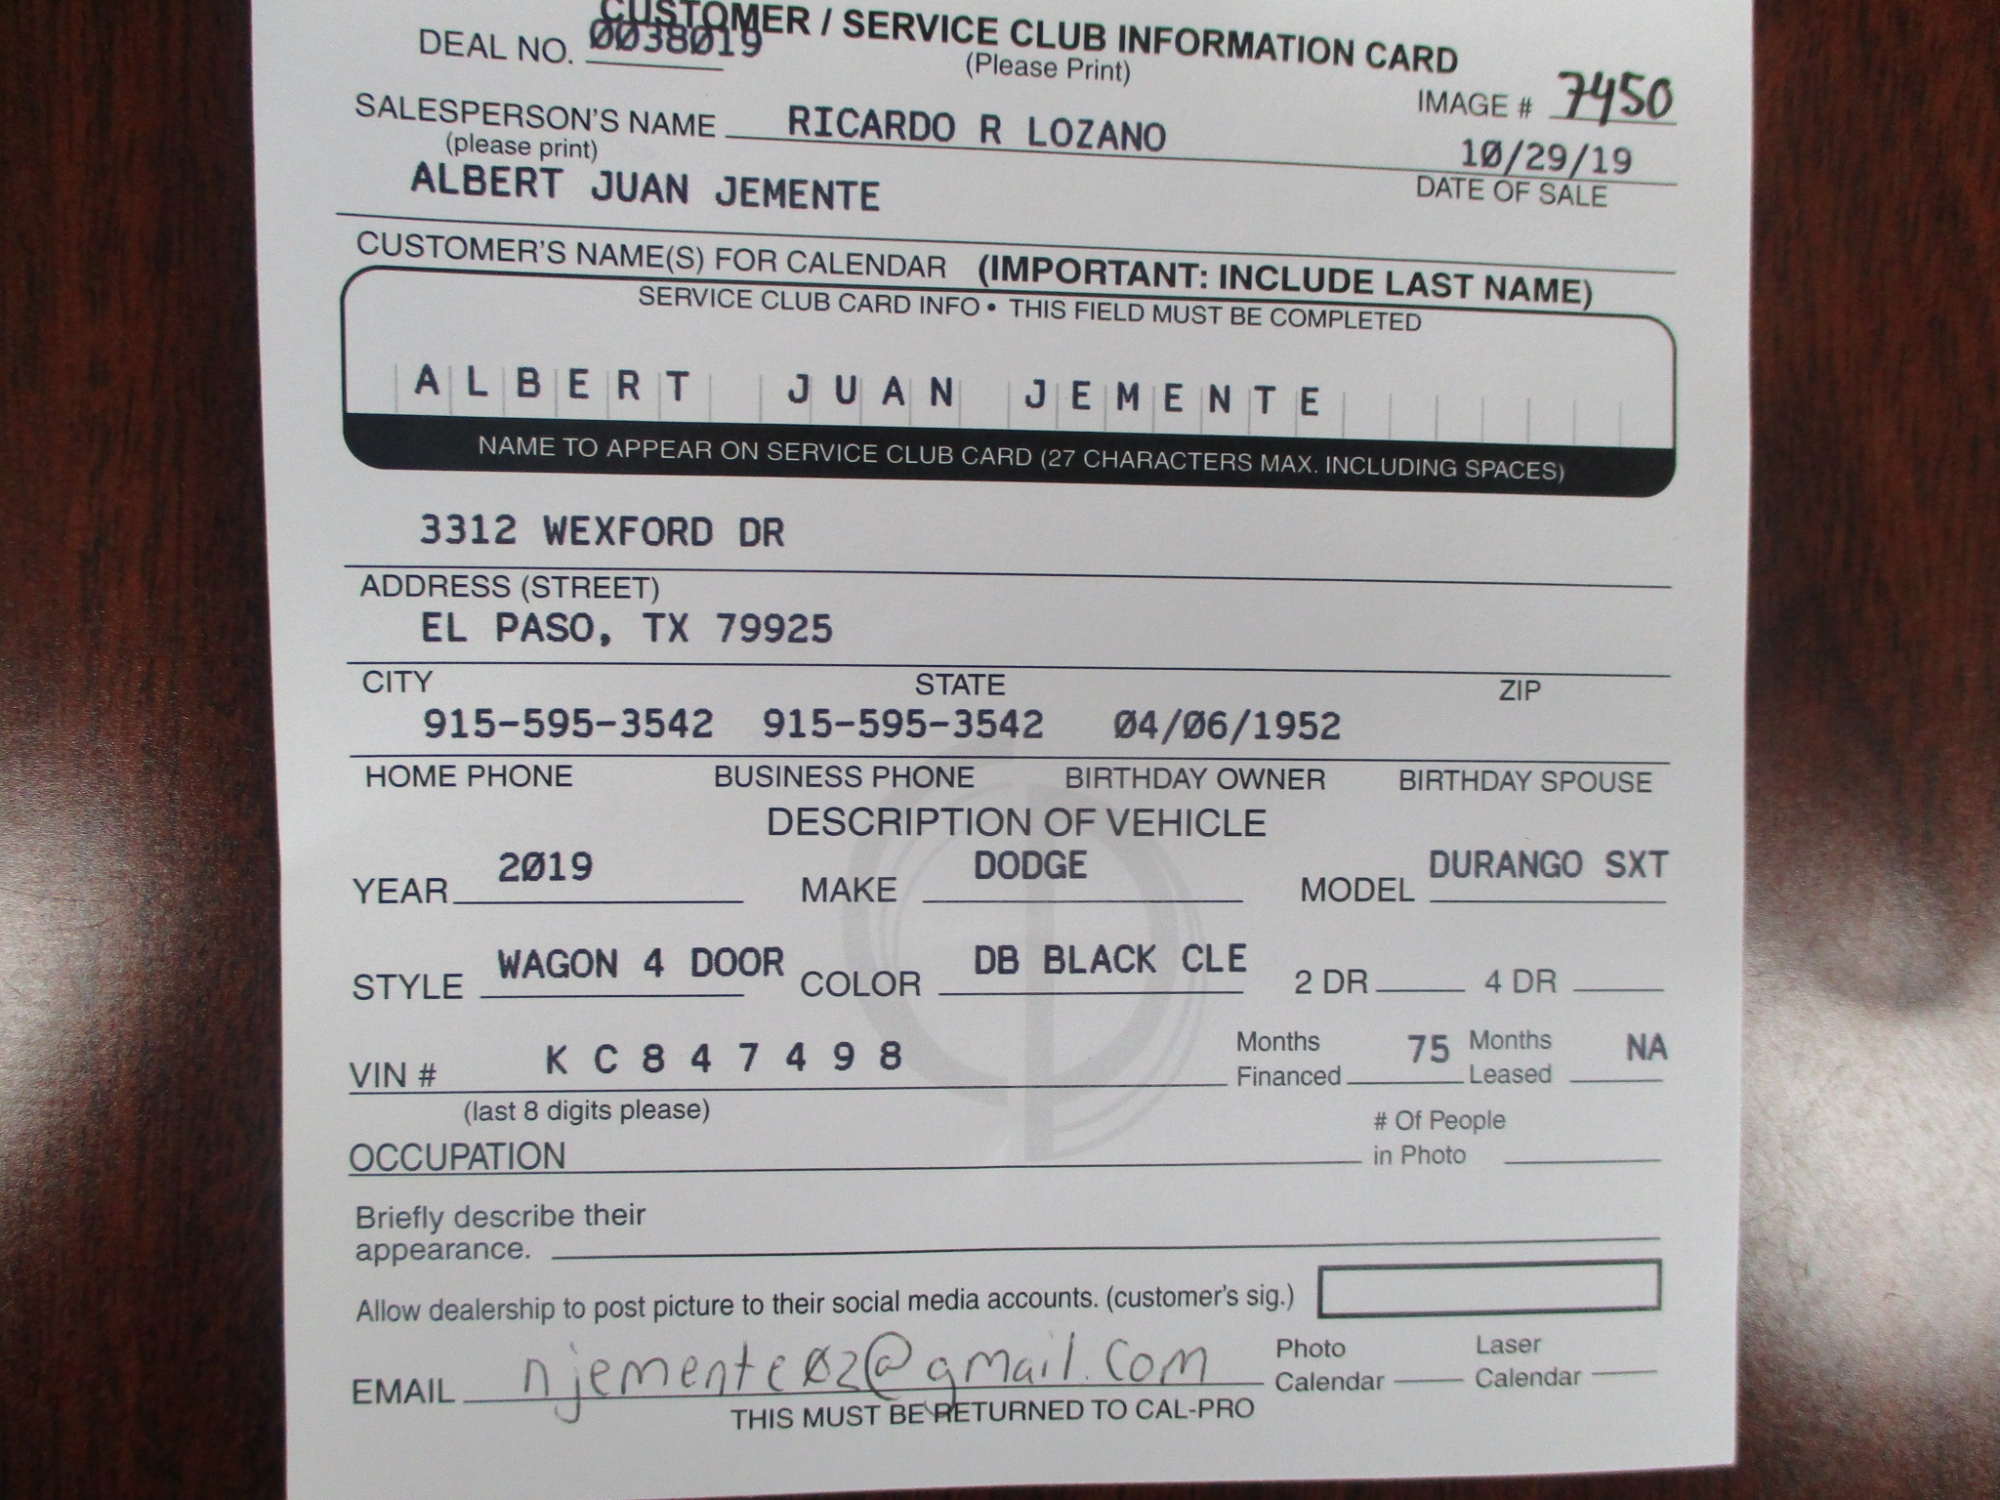 CUSTOMER / SERVICE CLUB INFORMATION CARD
DEAL NO. 0038019
(Please Print)
IMAGE # 7450
SALESPERSON'S NAME RICARDO R LOZANO
(please print)
10/29/19
DATE OF SALE
ALBERT JUAN JEMENTE
CUSTOMER'S NAME(S) FOR CALENDAR (IMPORTANT: INCLUDE LAST NAME)
SERVICE CLUB CARD INFO • THIS FIELD MUST BE COMPLETED
ALBERT JUAN JEMENTE
NAME TO APPEAR ON SERVICE CLUB CARD (27 CHARACTERS MAX. INCLUDING SPACES)
3312 WEXFORD DR
ADDRESS (STREET)
EL PASO, TX 79925
CITY STATE ZIP
915-595-3542 915-595-3542 04/06/1952
HOME PHONE BUSINESS PHONE BIRTHDAY OWNER BIRTHDAY SPOUSE
DESCRIPTION OF VEHICLE
YEAR 2019 MAKE DODGE MODEL DURANGO SXT
STYLE WAGON 4 DOOR COLOR DB BLACK CLE 2 DR 4 DR
VIN # KC847498 Months Financed 75 Months Leased NA
(last 8 digits please)
OCCUPATION # Of People in Photo
Briefly describe their
appearance.
Allow dealership to post picture to their social media accounts. (customer's sig.)
EMAIL njemente02@gmail.com Photo Calendar Laser Calendar
THIS MUST BE RETURNED TO CAL-PRO